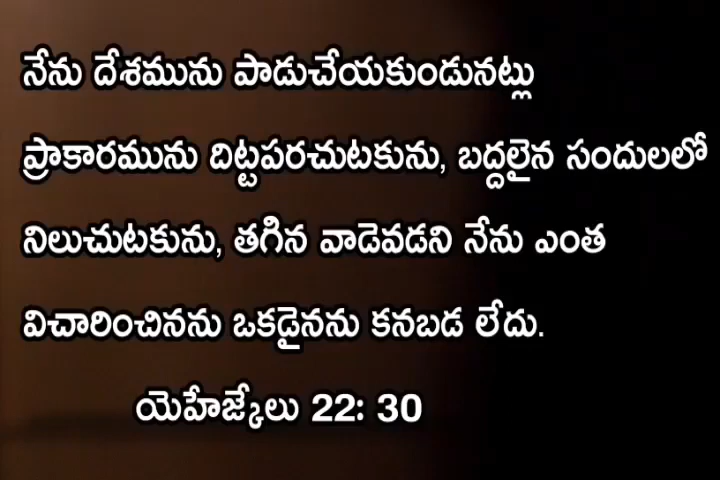 నేను దేశమును పాడుచేయకుండునట్లు
ప్రాకారమును దిట్టపరచుటకును, బద్దలైన సందులలో
నిలుచుటకును, తగిన వాడెవడని నేను ఎంత
విచారించినను ఒకడైనను కనబడ లేదు.
యెహేజ్కేలు 22: 30